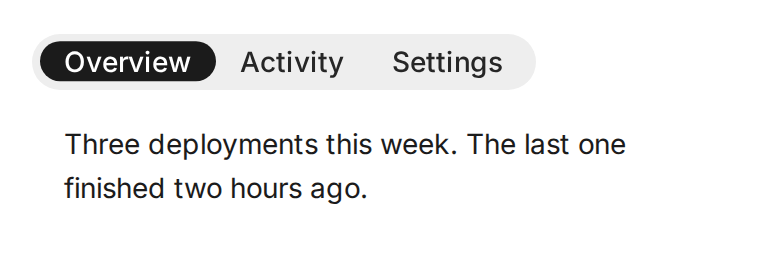 Overview Activity Settings
Three deployments this week. The last one
finished two hours ago.